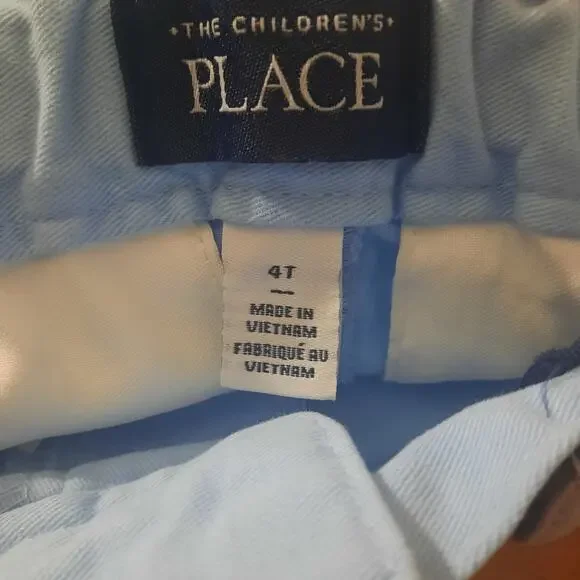 •THE CHILDREN'S•
PLACE
4T
MADE IN
VIETNAM
FABRIQUÉ AU
VIETNAM